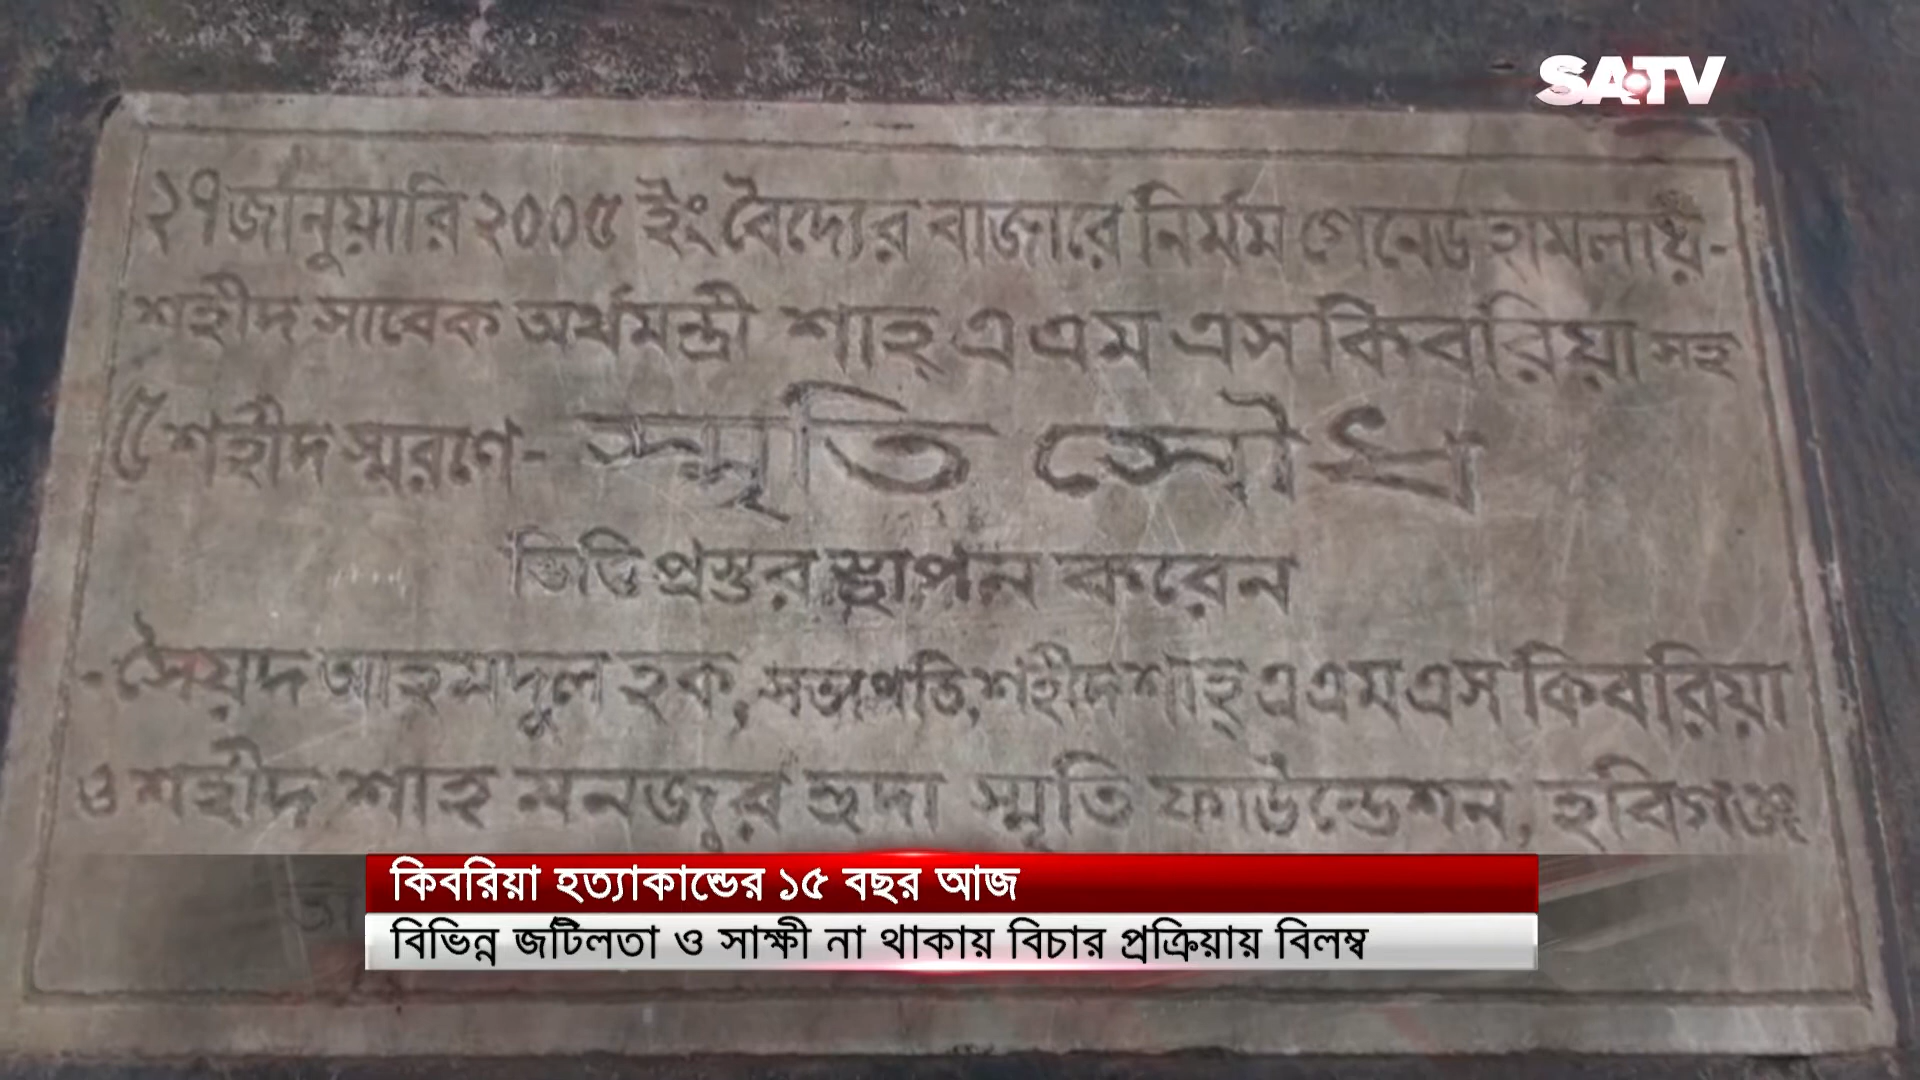 SATV
২৭ জানুয়ারি ২০০৫ ইং বৈদ্যের বাজারে নির্মম গেনেড হামলায়-
শহীদ সাবেক অর্থমন্ত্রী শাহ্ এ এম এস কিবরিয়া সহ
৫ শহীদ স্মরণে- স্মৃতি সৌধ
ভিত্তি প্রস্তর স্থাপন করেন
- সৈয়দ আহমদুল হক, সভাপতি, শহীদ শাহ্ এ এম এস কিবরিয়া
ও শহীদ শাহ মনজুর হুদা স্মৃতি ফাউন্ডেশন, হবিগঞ্জ
কিবরিয়া হত্যাকান্ডের ১৫ বছর আজ
বিভিন্ন জটিলতা ও সাক্ষী না থাকায় বিচার প্রক্রিয়ায় বিলম্ব